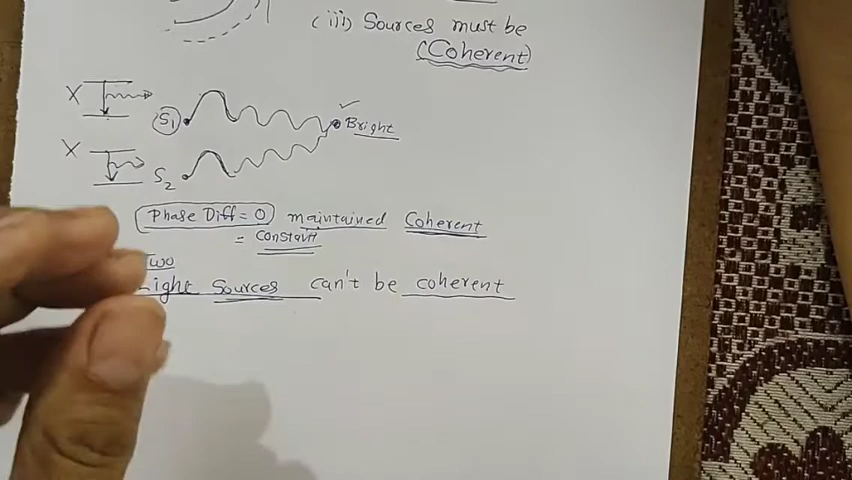 (iii) Sources must be
(Coherent)
X
S1
Bright
X
S2
Phase Diff = 0 maintained Coherent
= constant
Two
Light Sources can't be coherent